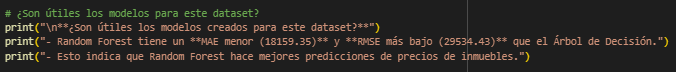 # ¿Son útiles los modelos para este dataset?
print("\n**¿Son útiles los modelos creados para este dataset?**")
print("- Random Forest tiene un **MAE menor (18159.35)** y **RMSE más bajo (29534.43)** que el Árbol de Decisión.")
print("- Esto indica que Random Forest hace mejores predicciones de precios de inmuebles.")